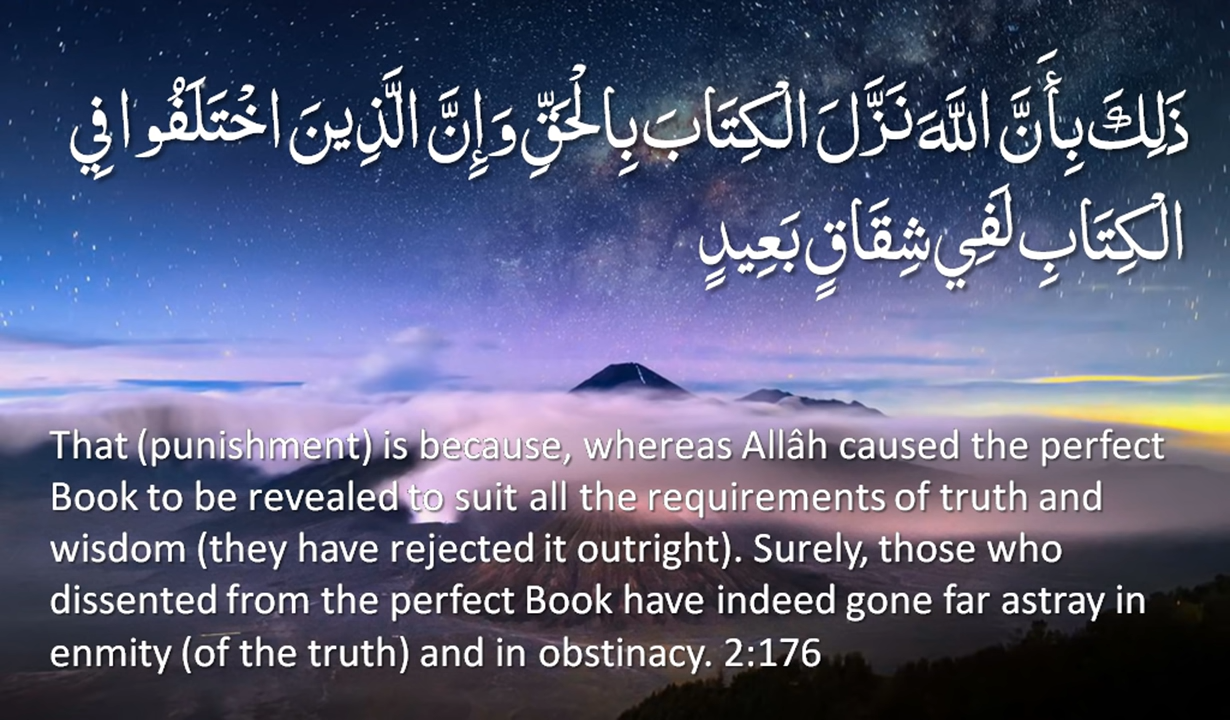 ذَلِكَ بِأَنَّ اللَّهَ نَزَّلَ الْكِتَابَ بِالْحَقِّ وَإِنَّ الَّذِينَ اخْتَلَفُوا فِي
الْكِتَابِ لَفِي شِقَاقٍ بَعِيدٍ
That (punishment) is because, whereas Allâh caused the perfect
Book to be revealed to suit all the requirements of truth and
wisdom (they have rejected it outright). Surely, those who
dissented from the perfect Book have indeed gone far astray in
enmity (of the truth) and in obstinacy. 2:176